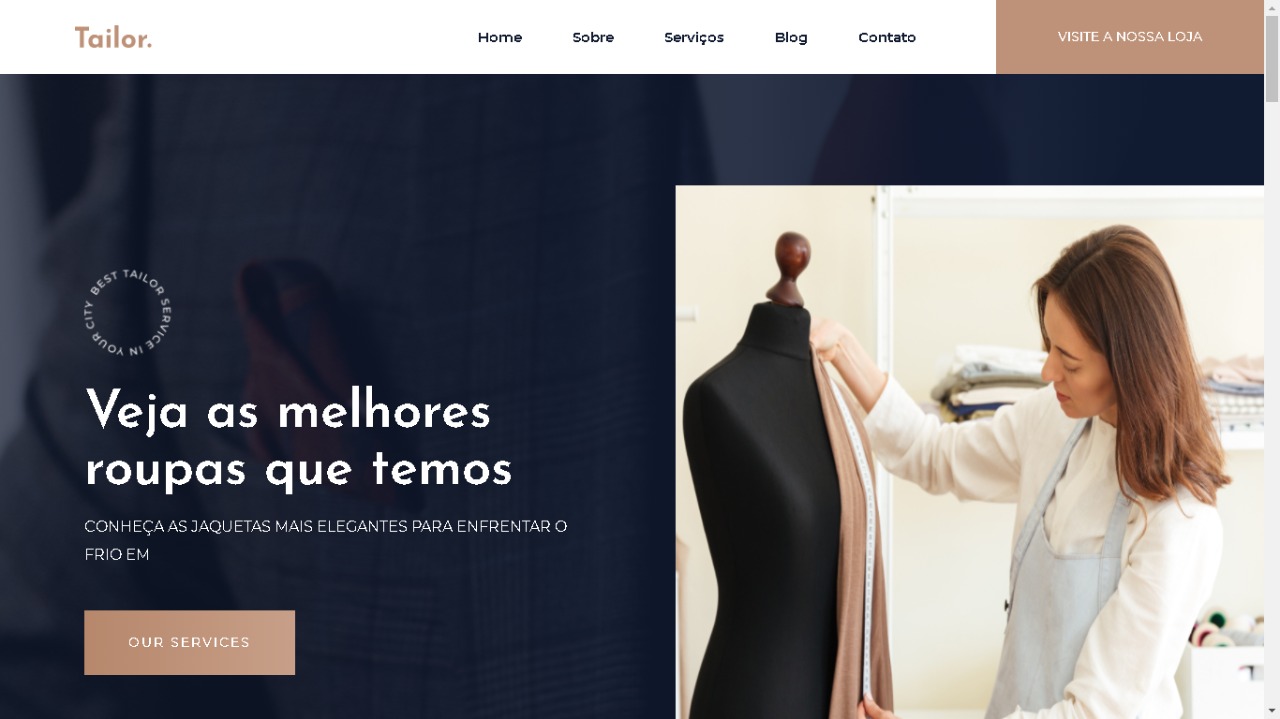 Tailor.
Home
Sobre
Serviços
Blog
Contato
VISITE A NOSSA LOJA
BEST TAILOR SERVICE IN YOUR CITY
Veja as melhores
roupas que temos
CONHEÇA AS JAQUETAS MAIS ELEGANTES PARA ENFRENTAR O
FRIO EM
OUR SERVICES